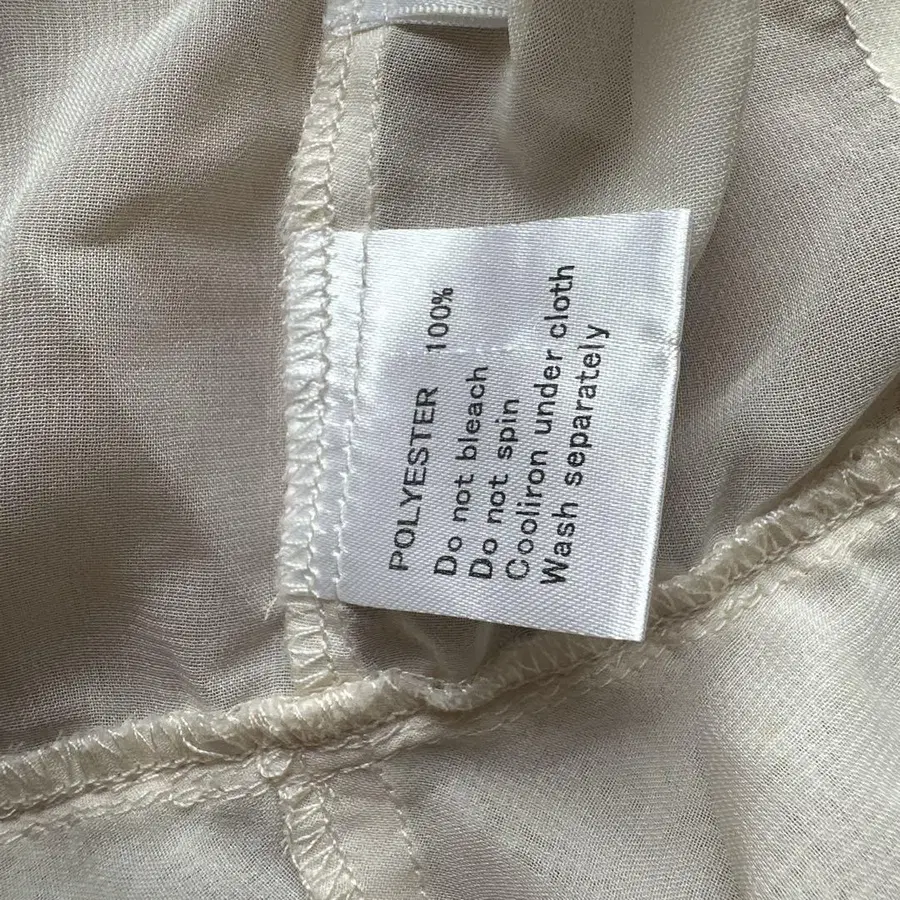 POLYESTER 100%
Do not bleach
Do not spin
Cooliron under cloth
Wash separately